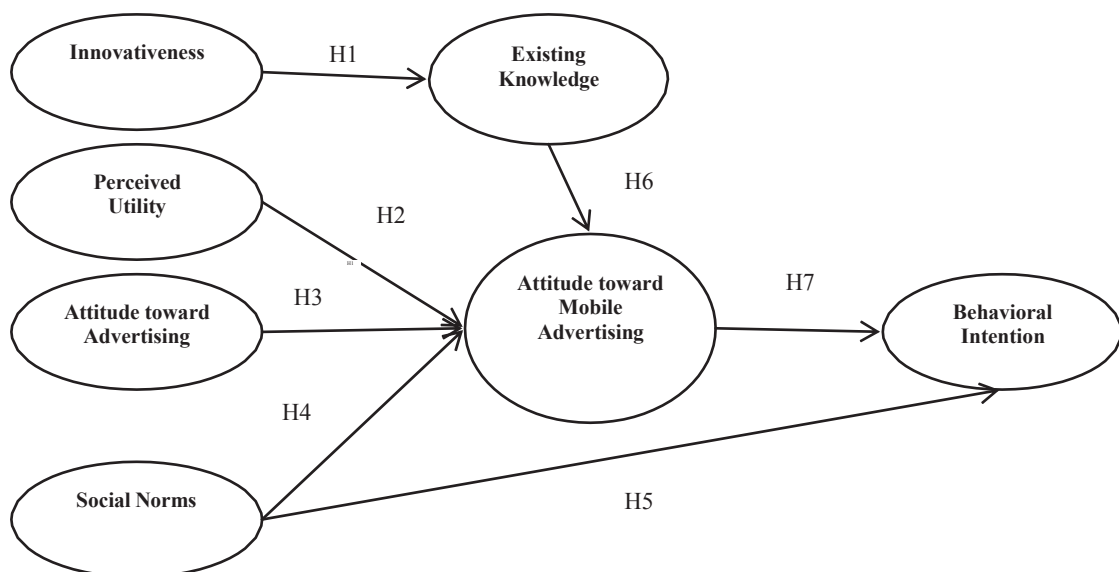 Innovativeness
H1
Existing
Knowledge
Perceived
Utility
H2
H6
Attitude toward
Advertising
H3
Attitude toward
Mobile
Advertising
H7
Behavioral
Intention
H4
Social Norms
H5